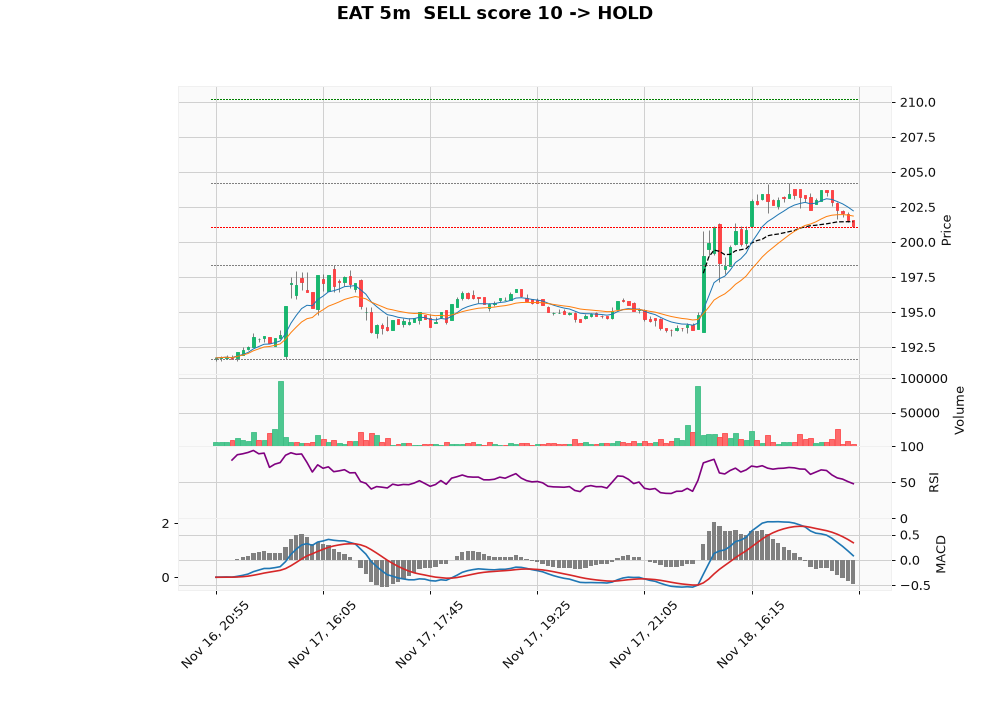 EAT 5m  SELL score 10 -> HOLD
210.0
207.5
205.0
202.5
200.0
197.5
195.0
192.5
Price
100000
50000
Volume
100
50
0
RSI
2
0
0.5
0.0
−0.5
MACD
Nov 16, 20:55
Nov 17, 16:05
Nov 17, 17:45
Nov 17, 19:25
Nov 17, 21:05
Nov 18, 16:15